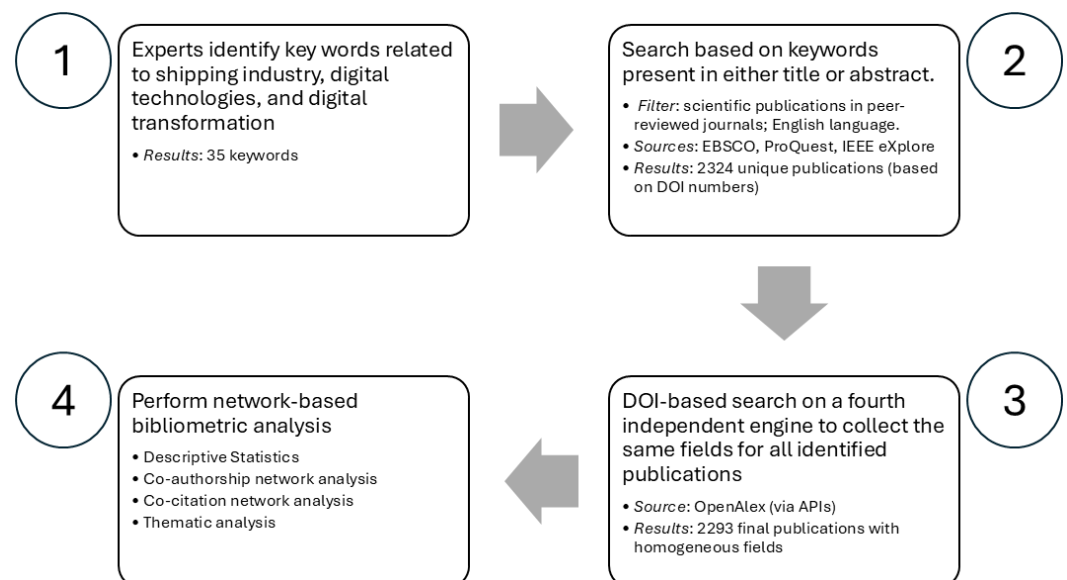 1
Experts identify key words related
to shipping industry, digital
technologies, and digital
transformation
• Results: 35 keywords
2
Search based on keywords
present in either title or abstract.
• Filter: scientific publications in peer-
reviewed journals; English language.
• Sources: EBSCO, ProQuest, IEEE eXplore
• Results: 2324 unique publications (based
on DOI numbers)
3
DOI-based search on a fourth
independent engine to collect the
same fields for all identified
publications
• Source: OpenAlex (via APIs)
• Results: 2293 final publications with
homogeneous fields
4
Perform network-based
bibliometric analysis
• Descriptive Statistics
• Co-authorship network analysis
• Co-citation network analysis
• Thematic analysis